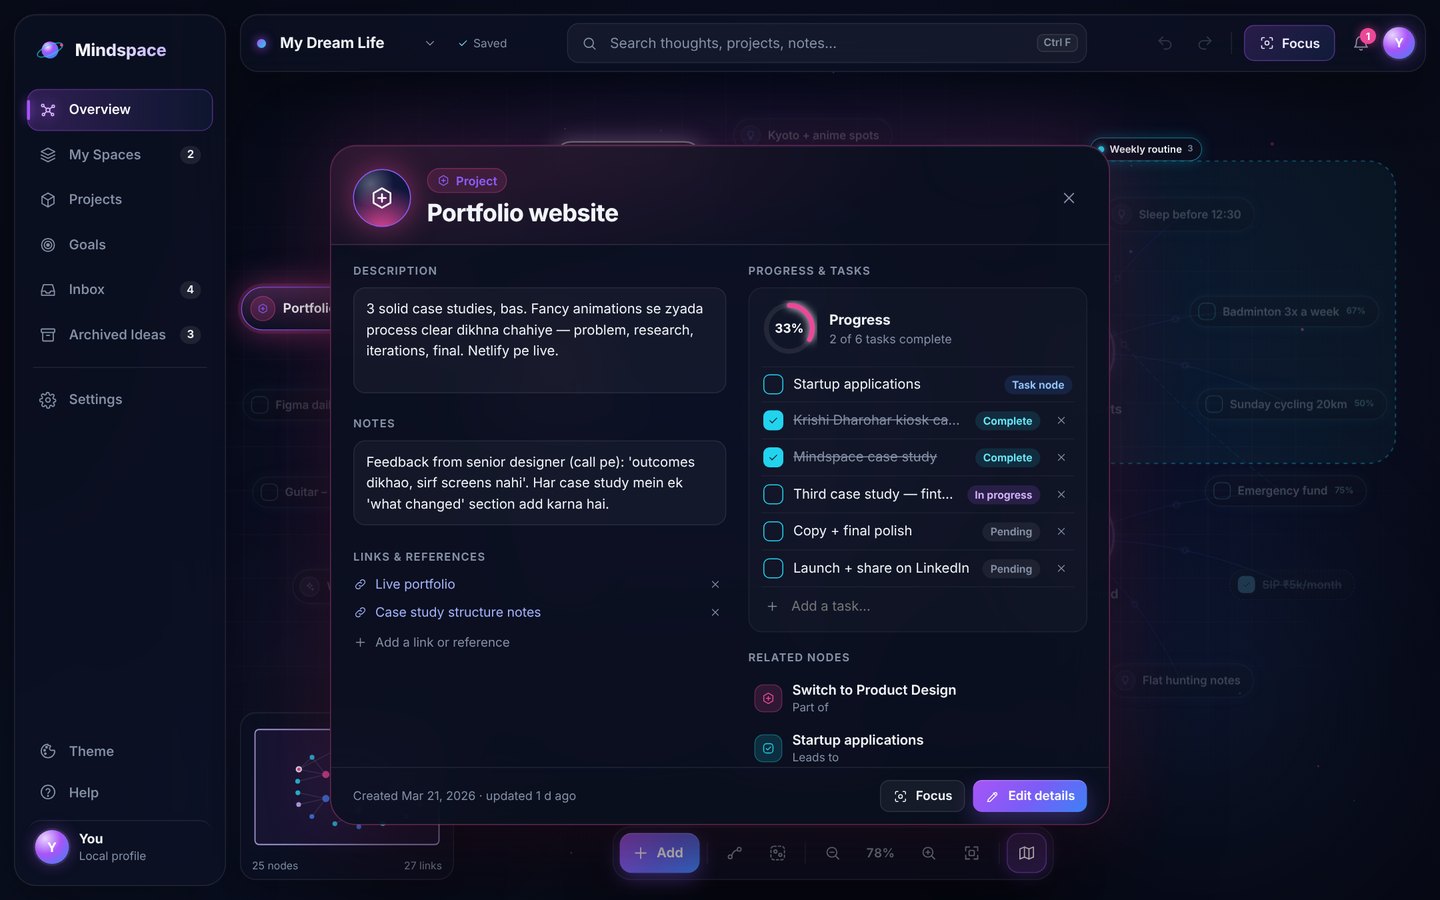 Mindspace
My Dream Life
Saved
Search thoughts, projects, notes...
Ctrl F
Focus
1
Y
Overview
My Spaces 2
Projects
Goals
Inbox 4
Archived Ideas 3
Settings
Theme
Help
Y
You
Local profile
Kyoto + anime spots
Weekly routine 3
Sleep before 12:30
Badminton 3x a week 67%
Sunday cycling 20km 50%
Emergency fund 75%
SIP ₹5k/month
Flat hunting notes
Guitar –
Project
Portfolio website
DESCRIPTION
3 solid case studies, bas. Fancy animations se zyada
process clear dikhna chahiye — problem, research,
iterations, final. Netlify pe live.
NOTES
Feedback from senior designer (call pe): 'outcomes
dikhao, sirf screens nahi'. Har case study mein ek
'what changed' section add karna hai.
LINKS & REFERENCES
Live portfolio
Case study structure notes
Add a link or reference
PROGRESS & TASKS
33%
Progress
2 of 6 tasks complete
Startup applications Task node
Krishi Dharohar kiosk ca... Complete
Mindspace case study Complete
Third case study — fint... In progress
Copy + final polish Pending
Launch + share on LinkedIn Pending
Add a task...
RELATED NODES
Switch to Product Design
Part of
Startup applications
Leads to
Created Mar 21, 2026 · updated 1 d ago
Focus
Edit details
25 nodes
27 links
Add
78%